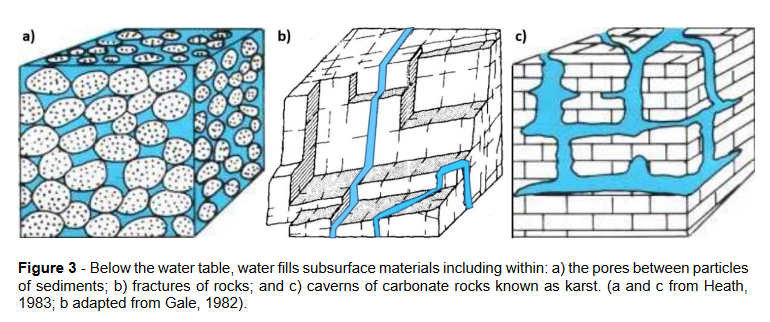 a)
b)
c)
Figure 3 - Below the water table, water fills subsurface materials including within: a) the pores between particles
of sediments; b) fractures of rocks; and c) caverns of carbonate rocks known as karst. (a and c from Heath,
1983; b adapted from Gale, 1982).